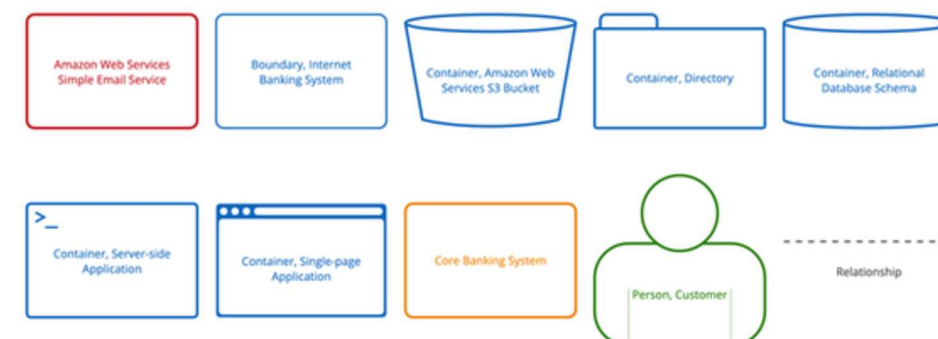 Amazon Web Services
Simple Email Service
Boundary, Internet
Banking System
Container, Amazon Web
Services S3 Bucket
Container, Directory
Container, Relational
Database Schema
>_
Container, Server-side
Application
Container, Single-page
Application
Core Banking System
Person, Customer
Relationship